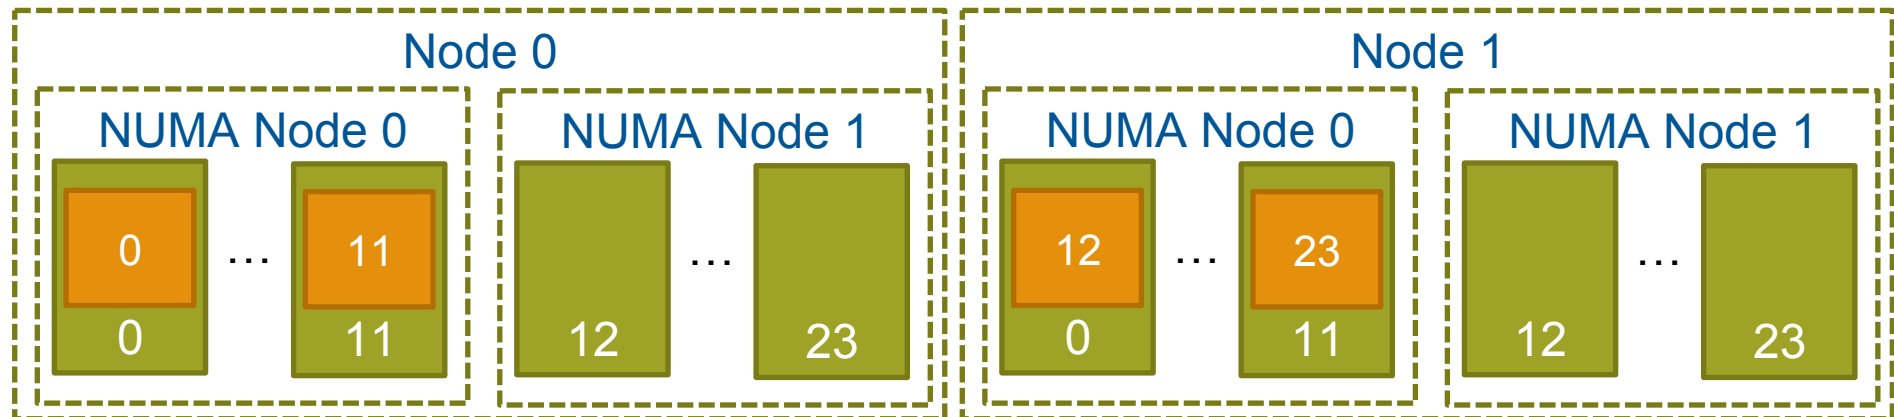 Node 0
Node 1
NUMA Node 0
NUMA Node 1
NUMA Node 0
NUMA Node 1
0 … 11 … 12 … 23 …
0 11 12 23 0 11 12 23